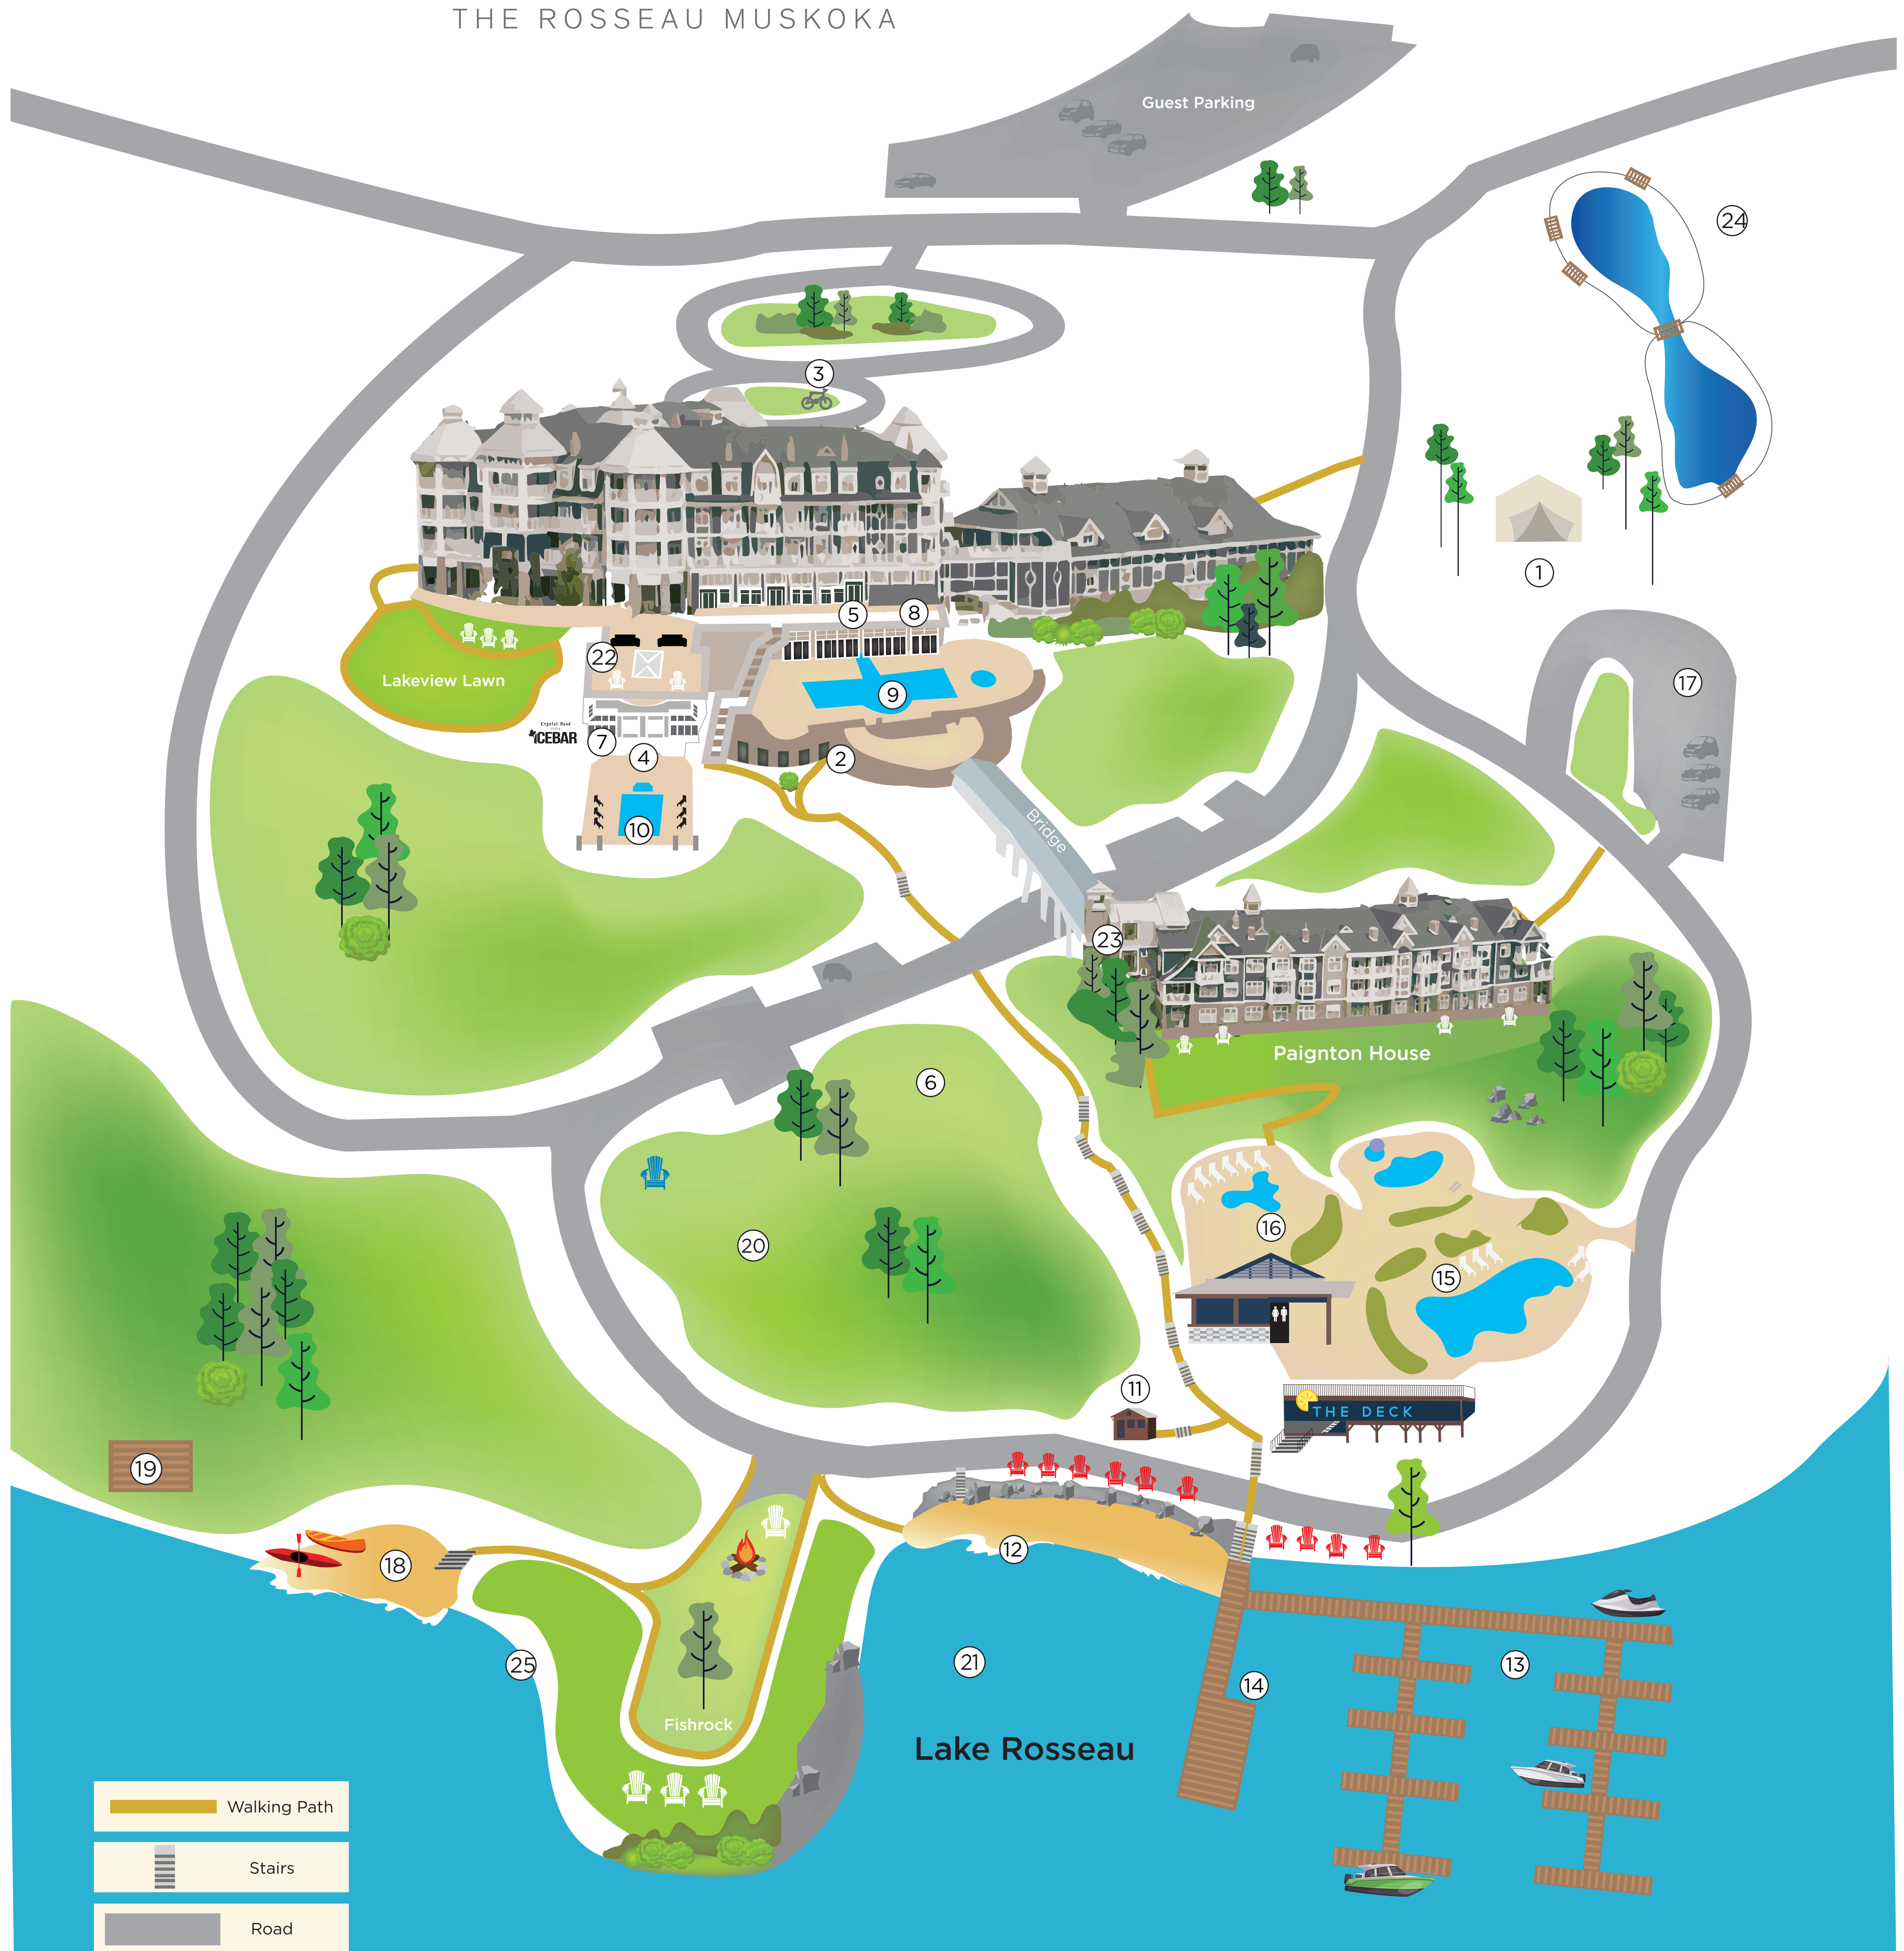 THE ROSSEAU MUSKOKA
Guest Parking
24
3
1
5
8
22
Lakeview Lawn
17
9
Crystal Head
ICEBAR
7
4
2
10
Bridge
23
6
Paignton House
20
16
15
11
THE DECK
19
12
18
25
21
13
14
Fishrock
Lake Rosseau
Walking Path
Stairs
Road